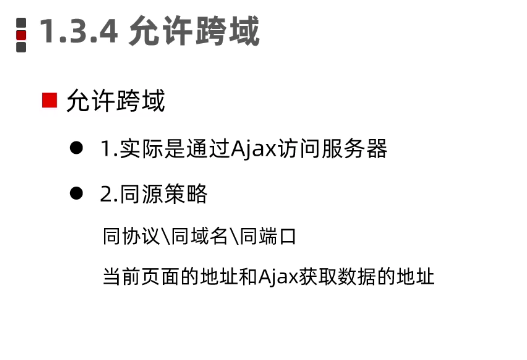 1.3.4 允许跨域
允许跨域
1.实际是通过Ajax访问服务器
2.同源策略
同协议\同域名\同端口
当前页面的地址和Ajax获取数据的地址